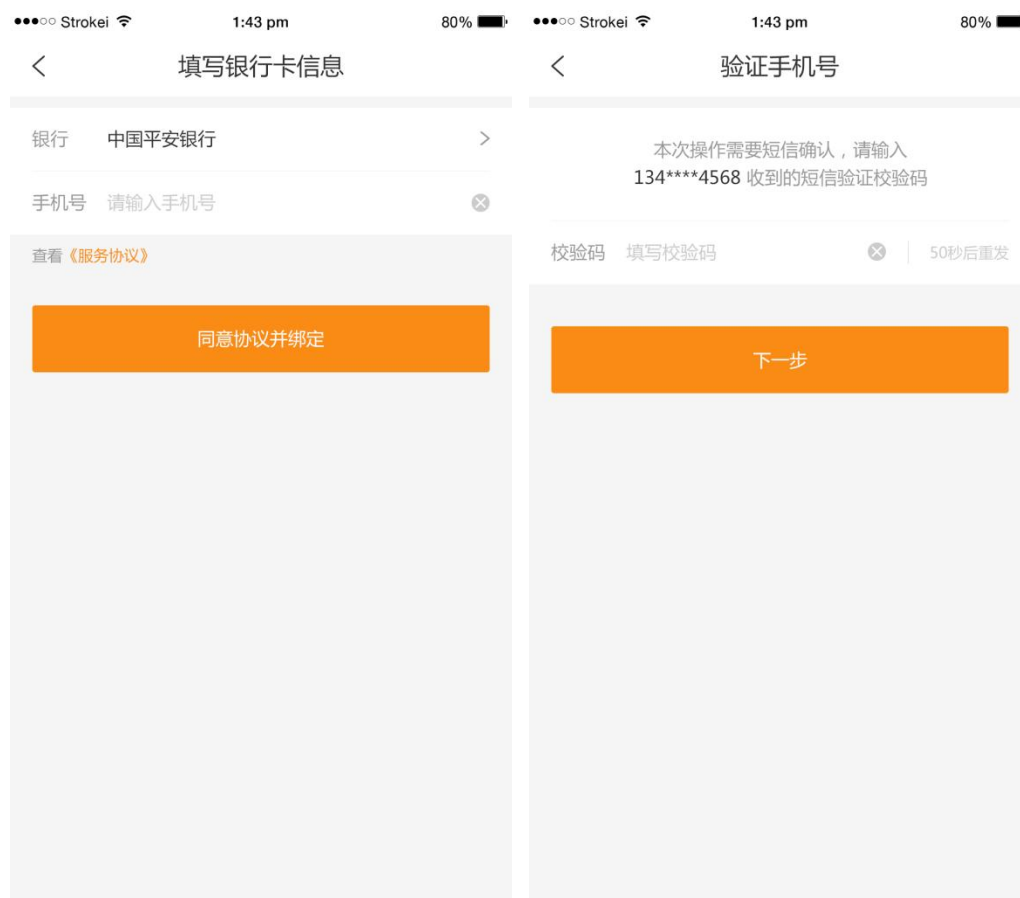 Strokei 1:43 pm 80%
填写银行卡信息
银行 中国平安银行
手机号 请输入手机号
查看《服务协议》
同意协议并绑定
Strokei 1:43 pm 80%
验证手机号
本次操作需要短信确认，请输入
134****4568 收到的短信验证校验码
校验码 填写校验码 50秒后重发
下一步